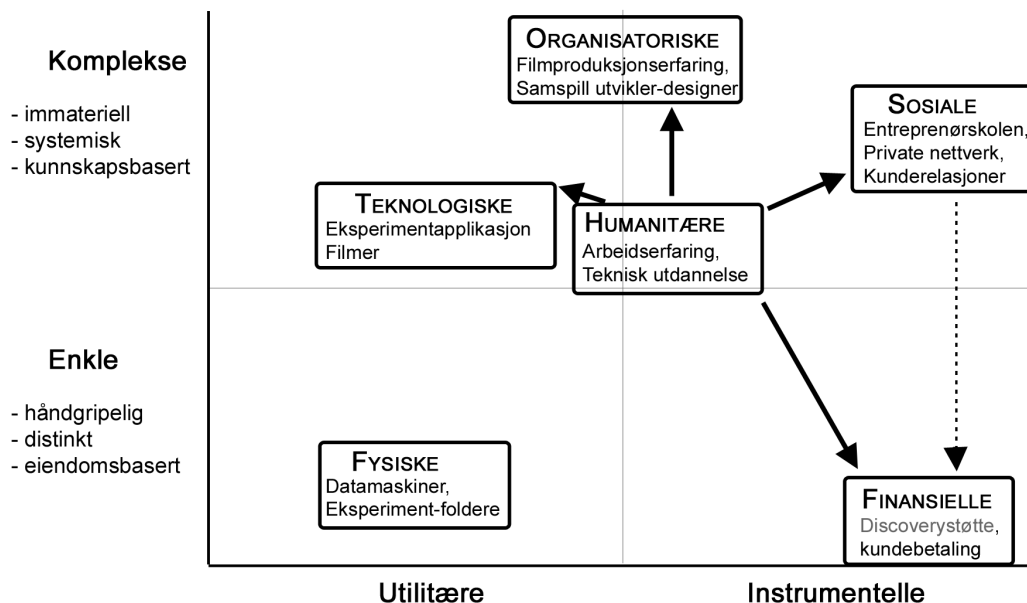 Komplekse
- immateriell
- systemisk
- kunnskapsbasert
ORGANISATORISKE
Filmproduksjonserfaring,
Samspill utvikler-designer
SOSIALE
Entreprenørskolen,
Private nettverk,
Kunderelasjoner
TEKNOLOGISKE
Eksperimentapplikasjon
Filmer
HUMANITÆRE
Arbeidserfaring,
Teknisk utdannelse
Enkle
- håndgripelig
- distinkt
- eiendomsbasert
FYSISKE
Datamaskiner,
Eksperiment-foldere
FINANSIELLE
Discoverystøtte,
kundebetaling
Utilitære
Instrumentelle